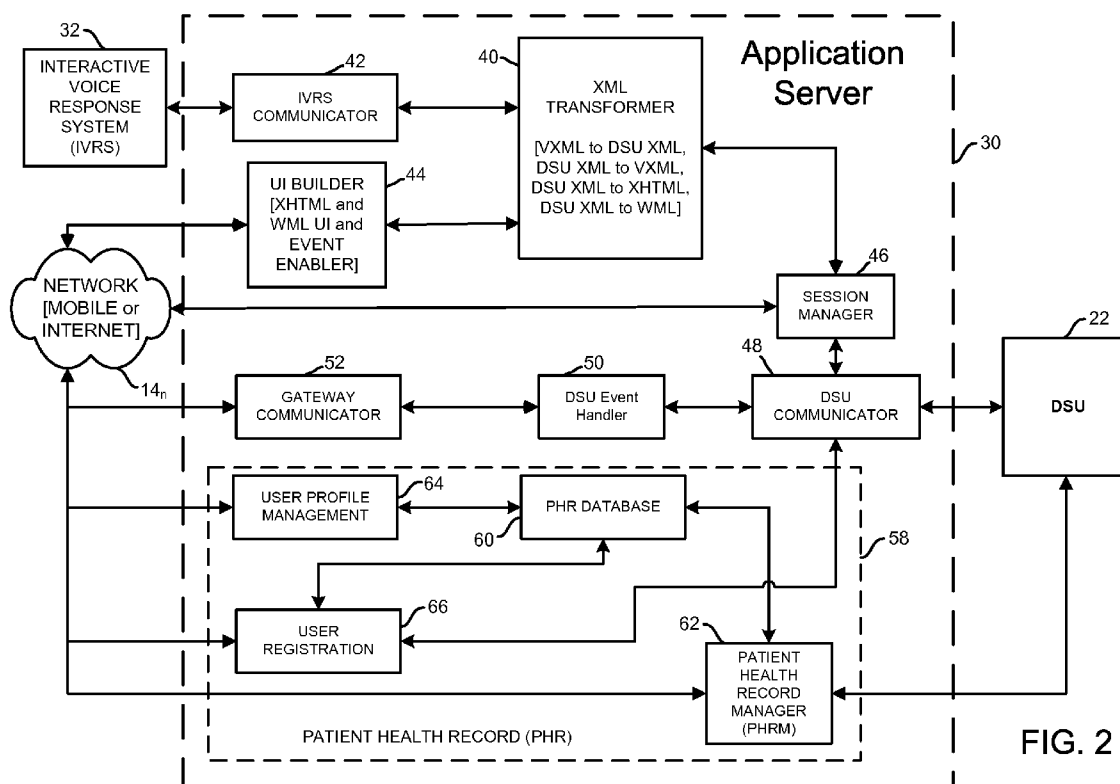 32
INTERACTIVE
VOICE
RESPONSE
SYSTEM
(IVRS)
42
IVRS
COMMUNICATOR
40
XML
TRANSFORMER
[VXML to DSU XML,
DSU XML to VXML,
DSU XML to XHTML,
DSU XML to WML]
Application
Server
30
44
UI BUILDER
[XHTML and
WML UI and
EVENT
ENABLER]
NETWORK
[MOBILE or
INTERNET]
14n
46
SESSION
MANAGER
52
GATEWAY
COMMUNICATOR
50
DSU Event
Handler
48
DSU
COMMUNICATOR
22
DSU
64
USER PROFILE
MANAGEMENT
60
PHR DATABASE
58
66
USER
REGISTRATION
62
PATIENT
HEALTH
RECORD
MANAGER
(PHRM)
PATIENT HEALTH RECORD (PHR)
FIG. 2